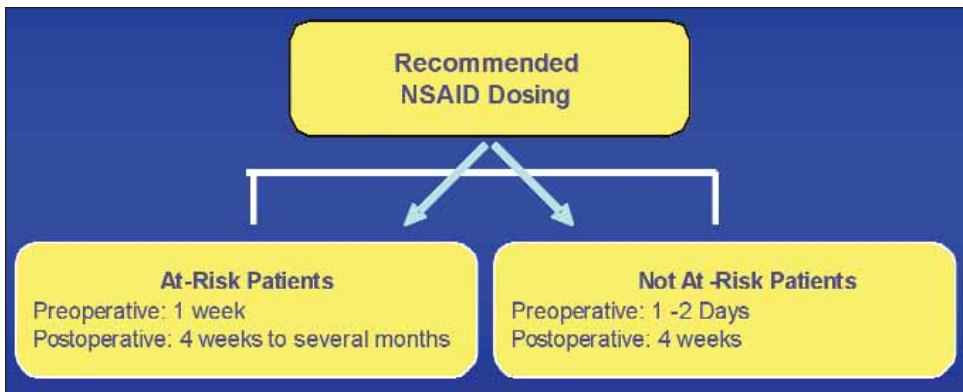 Recommended
NSAID Dosing
At-Risk Patients
Preoperative: 1 week
Postoperative: 4 weeks to several months
Not At -Risk Patients
Preoperative: 1 -2 Days
Postoperative: 4 weeks